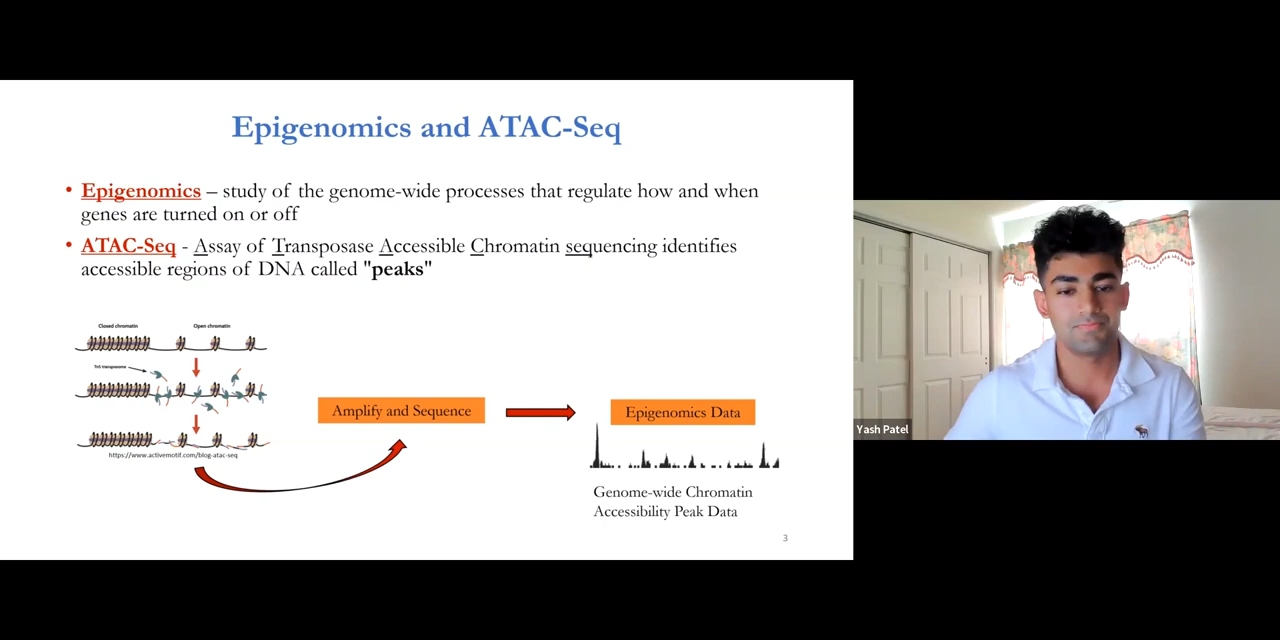 Epigenomics and ATAC-Seq
• Epigenomics – study of the genome-wide processes that regulate how and when
genes are turned on or off
• ATAC-Seq - Assay of Transposase Accessible Chromatin sequencing identifies
accessible regions of DNA called "peaks"
Closed chromatin
Open chromatin
Tn5 transposome
https://www.activemotif.com/blog-atac-seq
Amplify and Sequence
Epigenomics Data
Genome-wide Chromatin
Accessibility Peak Data
3
Yash Patel